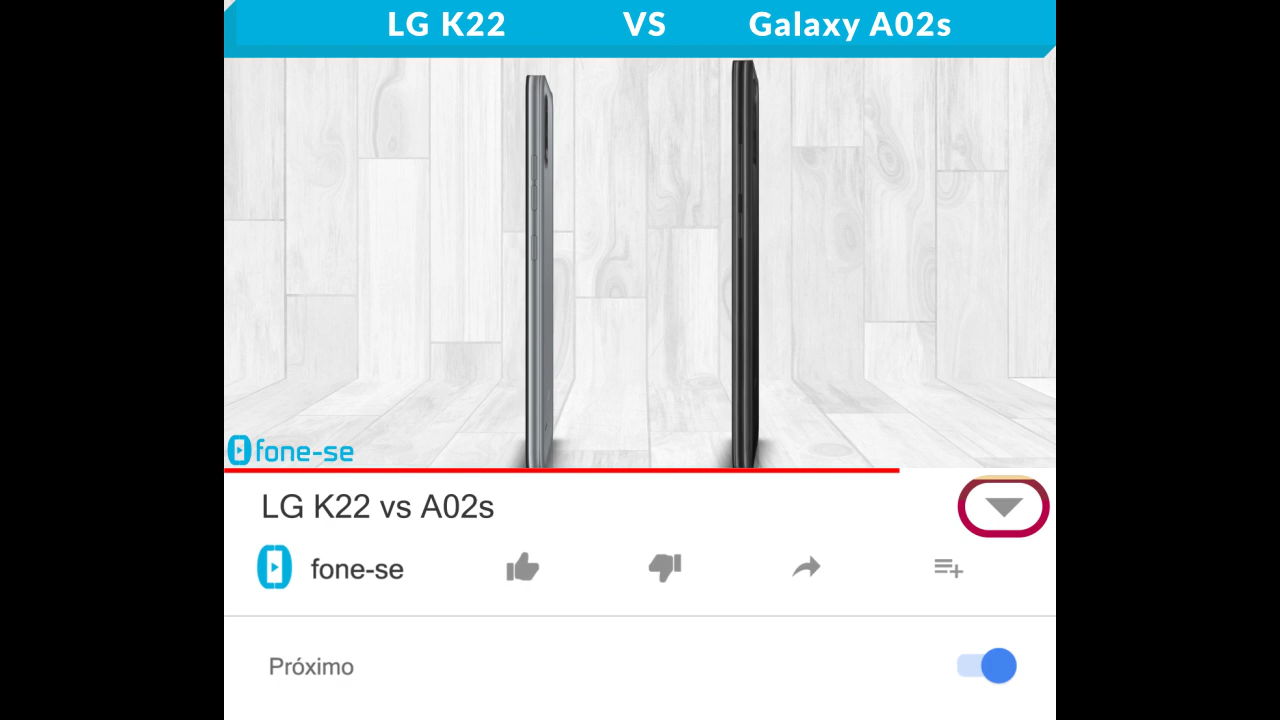 LG K22 VS Galaxy A02s
fone-se
LG K22 vs A02s
fone-se
Próximo